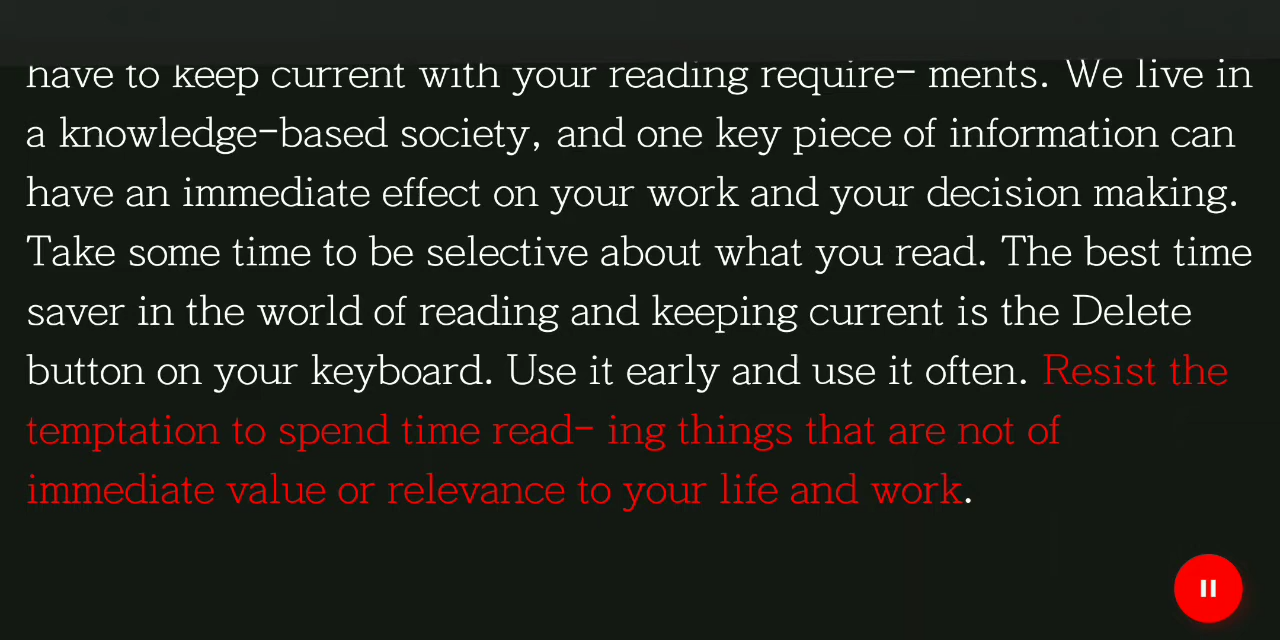 have to keep current with your reading require- ments. We live in
a knowledge-based society, and one key piece of information can
have an immediate effect on your work and your decision making.
Take some time to be selective about what you read. The best time
saver in the world of reading and keeping current is the Delete
button on your keyboard. Use it early and use it often. Resist the
temptation to spend time read- ing things that are not of
immediate value or relevance to your life and work.